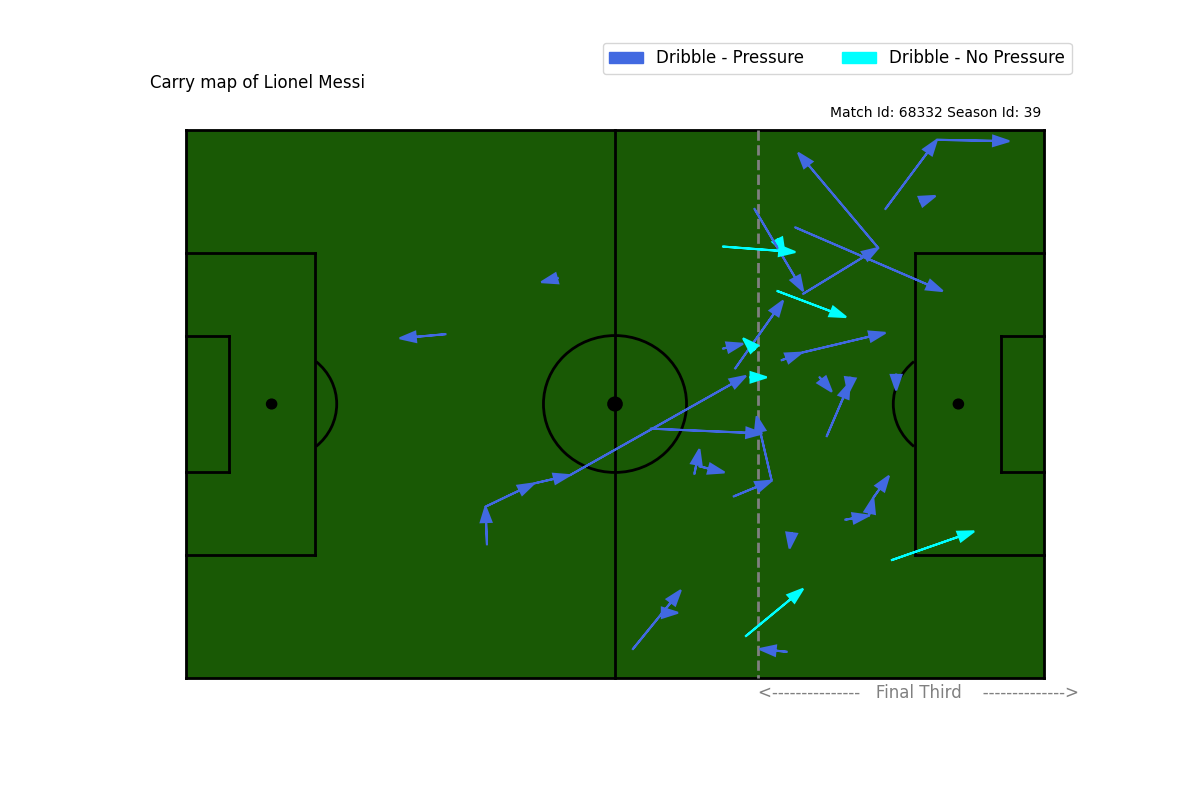 Dribble - Pressure
Dribble - No Pressure
Carry map of Lionel Messi
Match Id: 68332 Season Id: 39
<--------------- Final Third -------------->